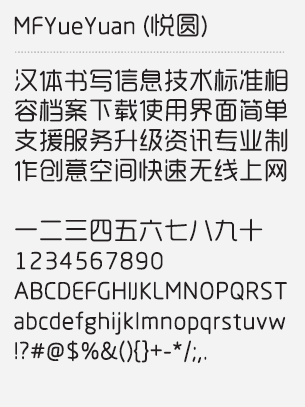 MFYueYuan (悦圆)
汉体书写信息技术标准相
容档案下载使用界面简单
支援服务升级资讯专业制
作创意空间快速无线上网
一二三四五六七八九十
1234567890
ABCDEFGHIJKLMNOPQRST
abcdefghijklmnopqrstuvw
!?#@$%&(){}+-*/;,.